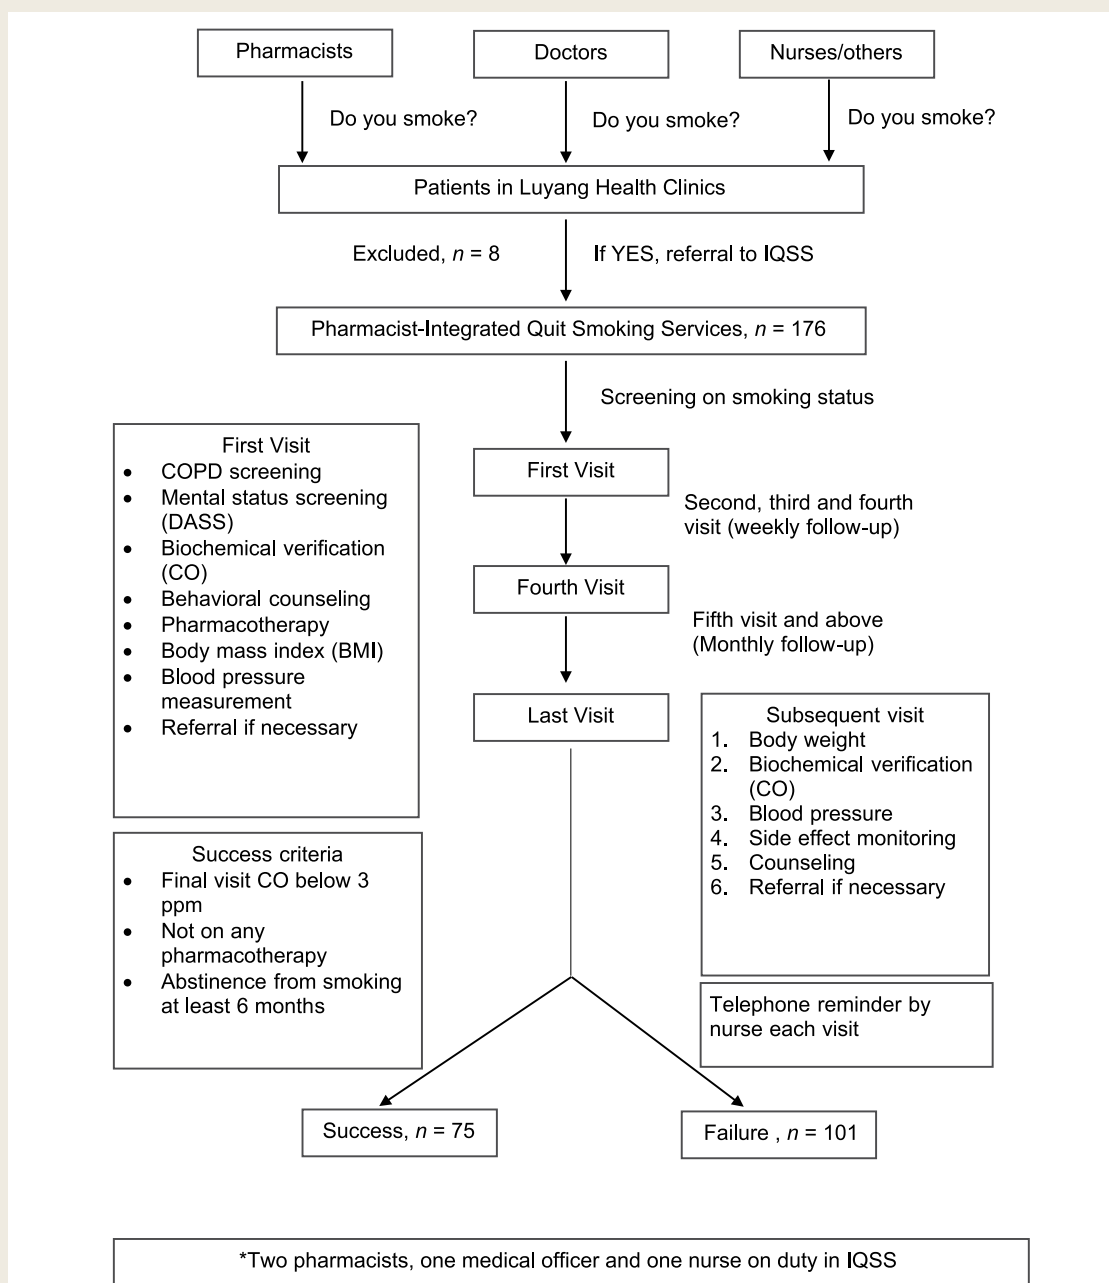 Pharmacists
Doctors
Nurses/others
Do you smoke?
Do you smoke?
Do you smoke?
Patients in Luyang Health Clinics
Excluded, n = 8
If YES, referral to IQSS
Pharmacist-Integrated Quit Smoking Services, n = 176
Screening on smoking status
First Visit
• COPD screening
• Mental status screening
(DASS)
• Biochemical verification
(CO)
• Behavioral counseling
• Pharmacotherapy
• Body mass index (BMI)
• Blood pressure
measurement
• Referral if necessary
First Visit
Second, third and fourth
visit (weekly follow-up)
Fourth Visit
Fifth visit and above
(Monthly follow-up)
Last Visit
Subsequent visit
1. Body weight
2. Biochemical verification
(CO)
3. Blood pressure
4. Side effect monitoring
5. Counseling
6. Referral if necessary
Success criteria
• Final visit CO below 3
ppm
• Not on any
pharmacotherapy
• Abstinence from smoking
at least 6 months
Telephone reminder by
nurse each visit
Success, n = 75
Failure , n = 101
*Two pharmacists, one medical officer and one nurse on duty in IQSS